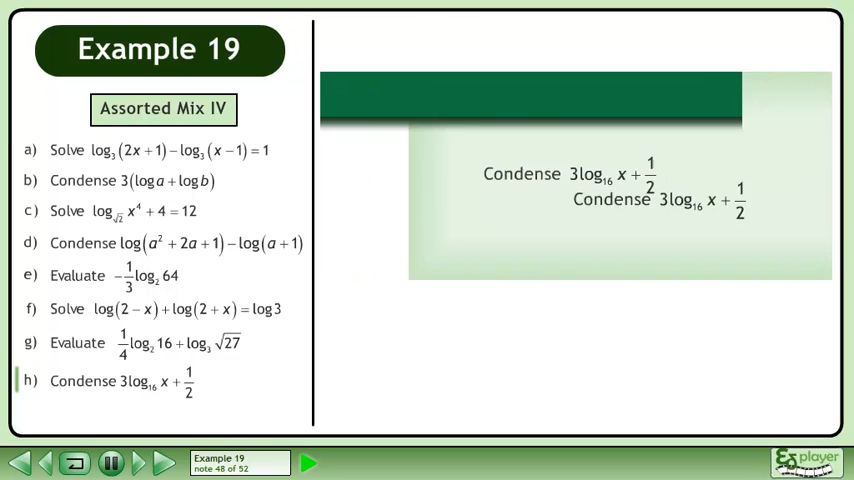 Example 19
Assorted Mix IV
a) Solve log₃(2x + 1) − log₃(x − 1) = 1
b) Condense 3(log a + log b)
c) Solve log_√2 x⁴ + 4 = 12
d) Condense log(a² + 2a + 1) − log(a + 1)
e) Evaluate −1/3 log₂ 64
f) Solve log(2 − x) + log(2 + x) = log 3
g) Evaluate 1/4 log₂ 16 + log₃ √27
h) Condense 3log₁₆ x + 1/2
Condense 3log₁₆ x + 1/2
Condense 3log₁₆ x + 1/2
Example 19
note 48 of 52
player